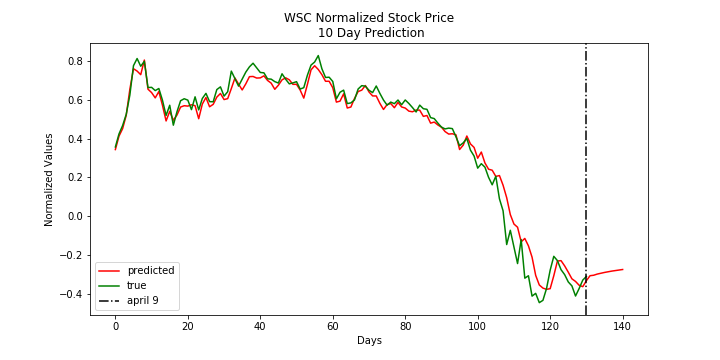 WSC Normalized Stock Price
10 Day Prediction
Normalized Values
0.8
0.6
0.4
0.2
0.0
−0.2
−0.4
predicted
true
april 9
0 20 40 60 80 100 120 140
Days